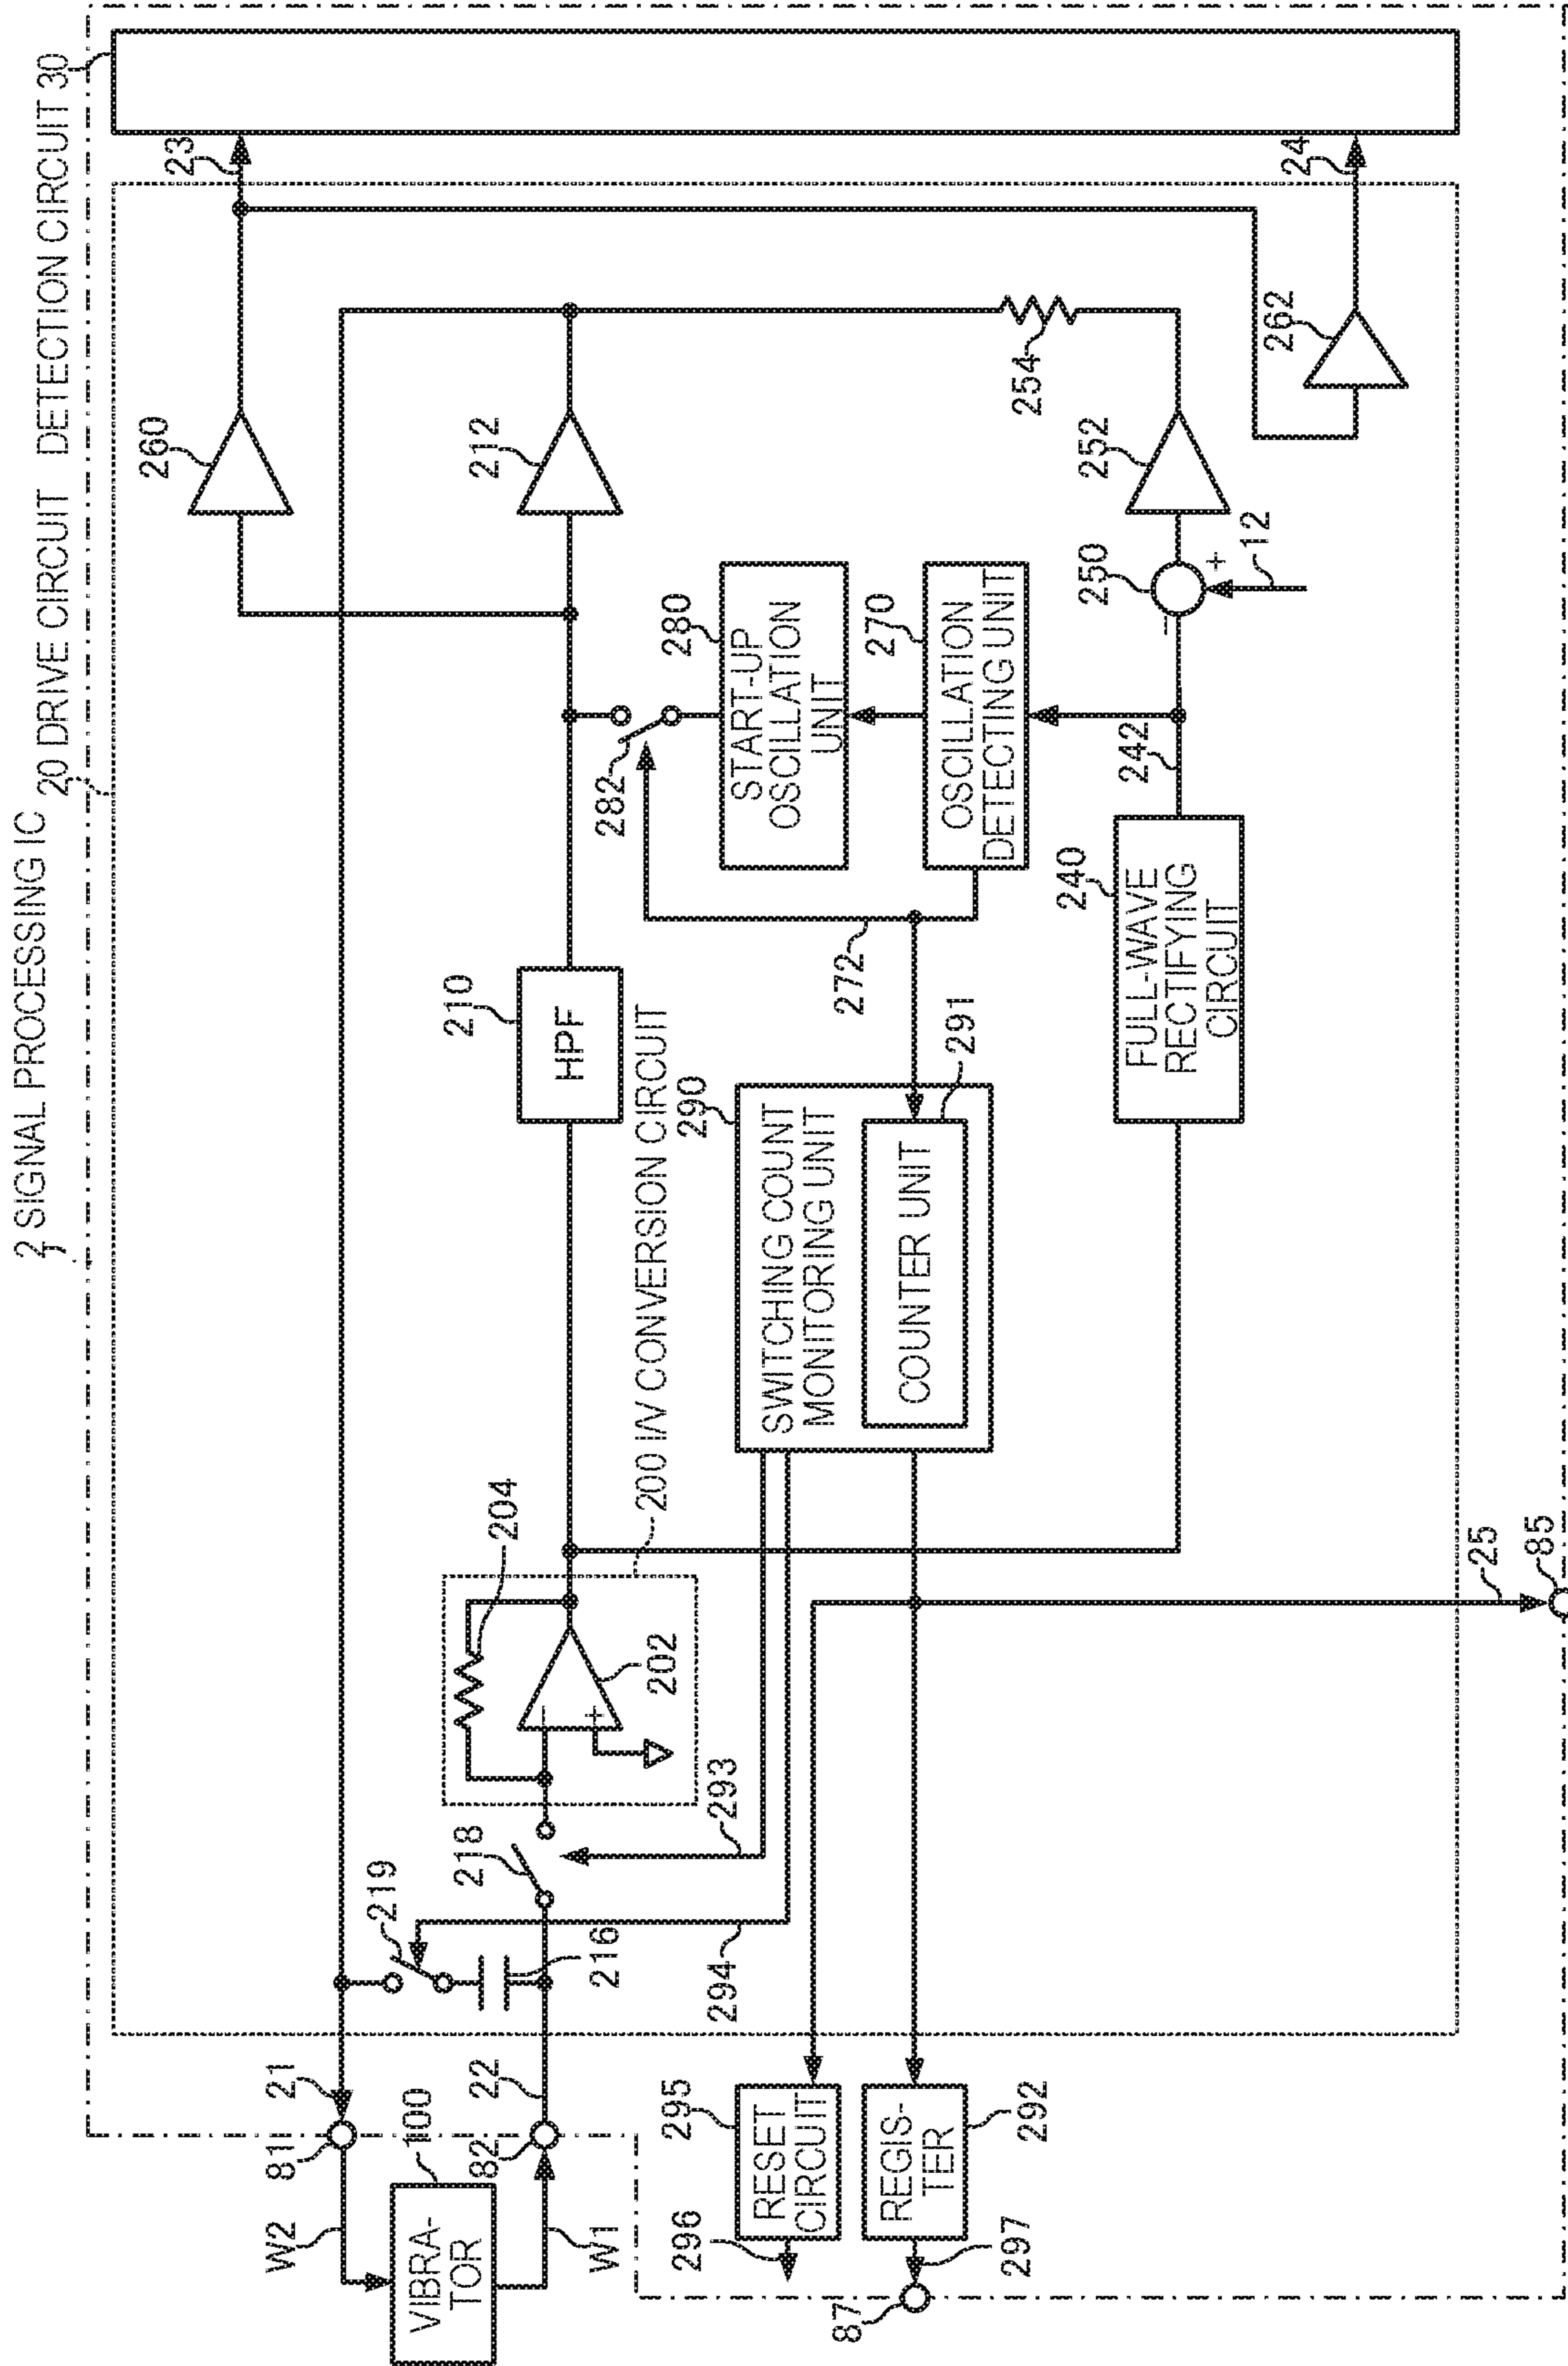 2 SIGNAL PROCESSING IC
20 DRIVE CIRCUIT
DETECTION CIRCUIT 30
W2
81
21
VIBRA-
TOR
100
82
22
W1
219
216
218
294
293
204
202
200 I/V CONVERSION CIRCUIT
−
+
HPF
210
260
212
23
24
262
254
252
250
−
+
12
282
START-UP
OSCILLATION
UNIT
280
OSCILLATION
DETECTING UNIT
270
272
242
FULL-WAVE
RECTIFYING
CIRCUIT
240
SWITCHING COUNT
MONITORING UNIT
290
COUNTER UNIT
291
RESET
CIRCUIT
295
296
REGIS-
TER
292
297
87
25
85